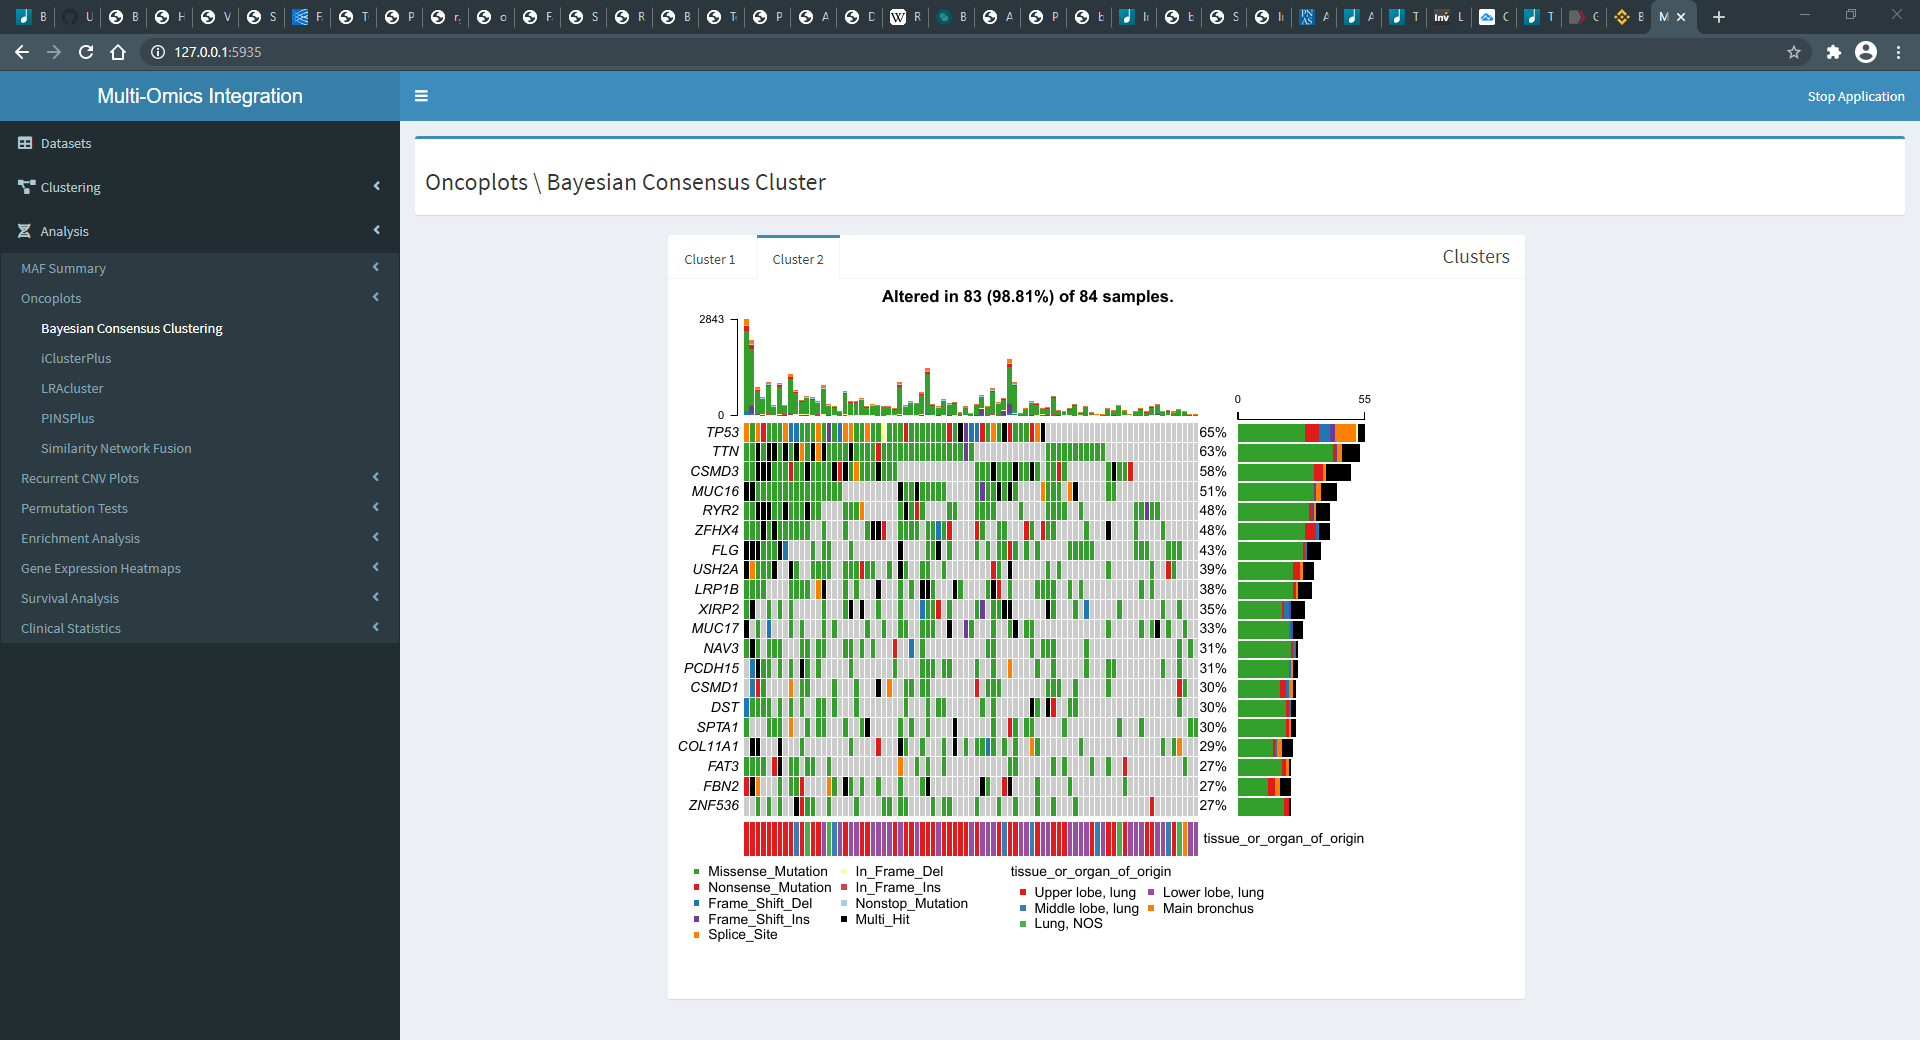 127.0.0.1:5935
Multi-Omics Integration
Stop Application
Datasets
Clustering
Analysis
MAF Summary
Oncoplots
Bayesian Consensus Clustering
iClusterPlus
LRAcluster
PINSPlus
Similarity Network Fusion
Recurrent CNV Plots
Permutation Tests
Enrichment Analysis
Gene Expression Heatmaps
Survival Analysis
Clinical Statistics
Oncoplots \ Bayesian Consensus Cluster
Cluster 1
Cluster 2
Clusters
Altered in 83 (98.81%) of 84 samples.
2843
0
0 55
TP53 65%
TTN 63%
CSMD3 58%
MUC16 51%
RYR2 48%
ZFHX4 48%
FLG 43%
USH2A 39%
LRP1B 38%
XIRP2 35%
MUC17 33%
NAV3 31%
PCDH15 31%
CSMD1 30%
DST 30%
SPTA1 30%
COL11A1 29%
FAT3 27%
FBN2 27%
ZNF536 27%
tissue_or_organ_of_origin
Missense_Mutation
Nonsense_Mutation
Frame_Shift_Del
Frame_Shift_Ins
Splice_Site
In_Frame_Del
In_Frame_Ins
Nonstop_Mutation
Multi_Hit
tissue_or_organ_of_origin
Upper lobe, lung
Middle lobe, lung
Lung, NOS
Lower lobe, lung
Main bronchus